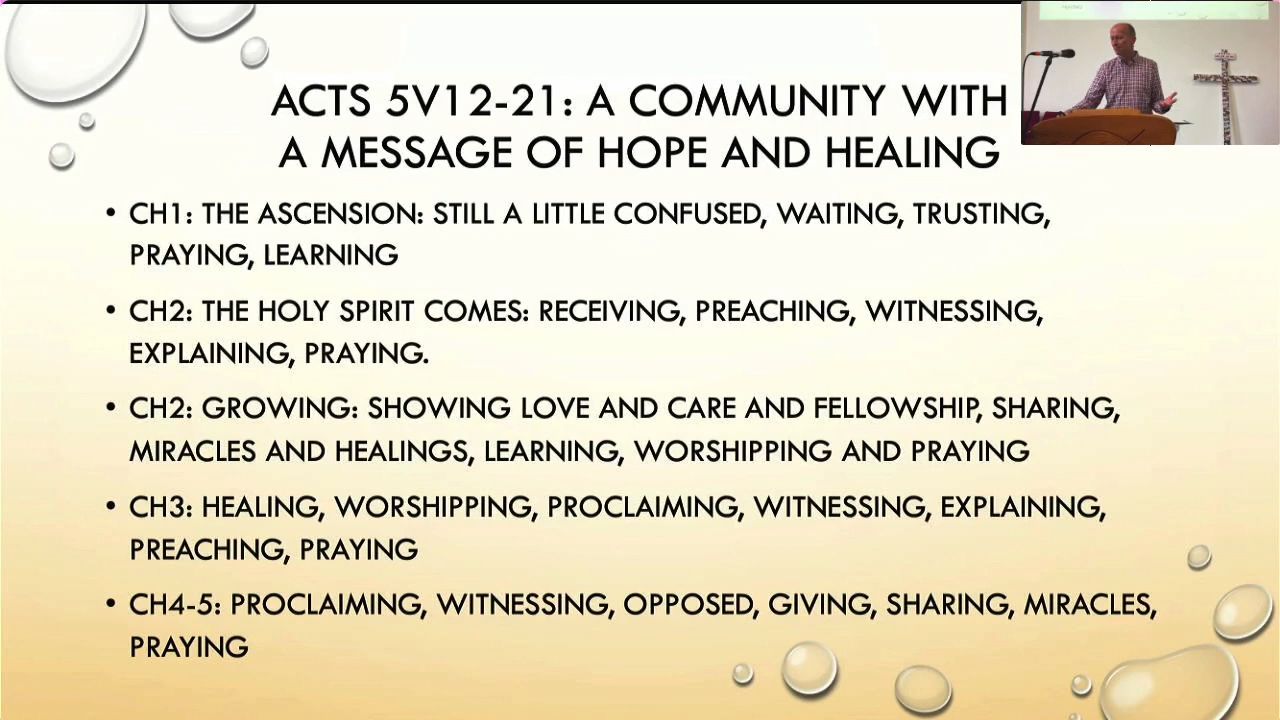 ACTS 5V12-21: A COMMUNITY WITH
A MESSAGE OF HOPE AND HEALING
• CH1: THE ASCENSION: STILL A LITTLE CONFUSED, WAITING, TRUSTING,
PRAYING, LEARNING
• CH2: THE HOLY SPIRIT COMES: RECEIVING, PREACHING, WITNESSING,
EXPLAINING, PRAYING.
• CH2: GROWING: SHOWING LOVE AND CARE AND FELLOWSHIP, SHARING,
MIRACLES AND HEALINGS, LEARNING, WORSHIPPING AND PRAYING
• CH3: HEALING, WORSHIPPING, PROCLAIMING, WITNESSING, EXPLAINING,
PREACHING, PRAYING
• CH4-5: PROCLAIMING, WITNESSING, OPPOSED, GIVING, SHARING, MIRACLES,
PRAYING